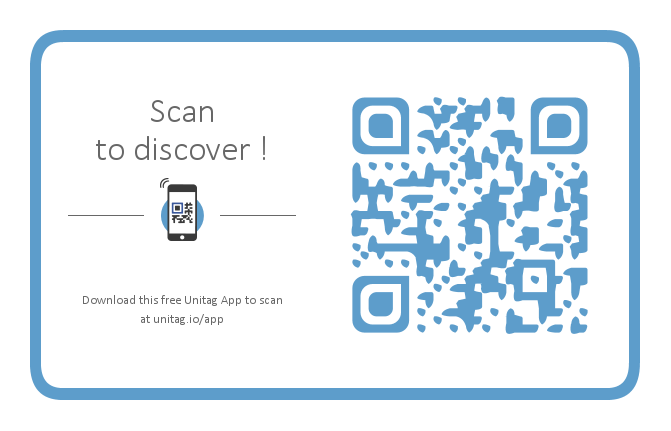 Scan
to discover !
Download this free Unitag App to scan
at unitag.io/app